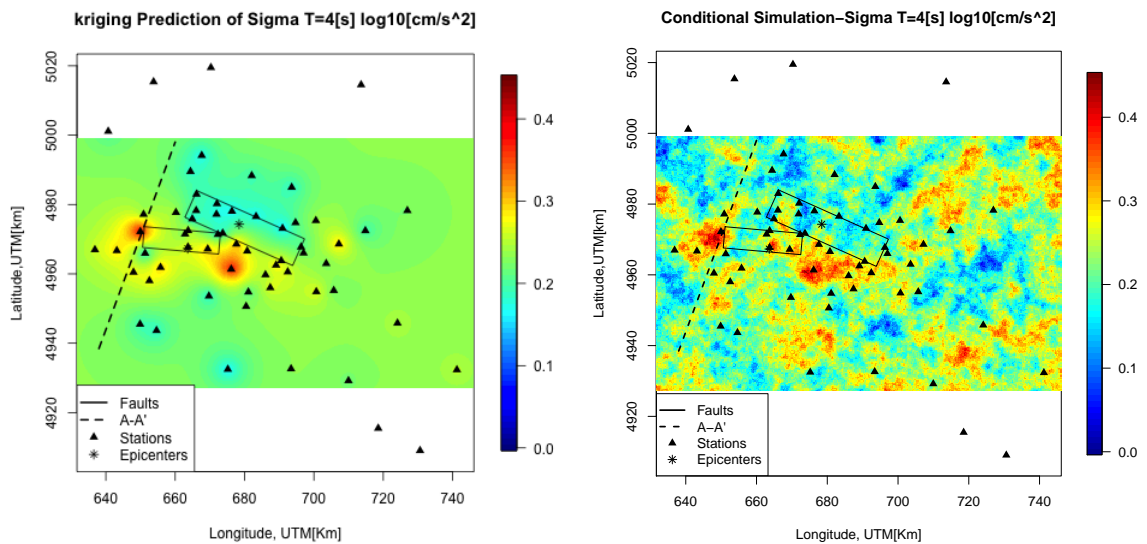 kriging Prediction of Sigma T=4[s] log10[cm/s^2]
Latitude,UTM[km]
5020
5000
4980
4960
4940
4920
0.4
0.3
0.2
0.1
0.0
Faults
A-A'
Stations
Epicenters
640 660 680 700 720 740
Longitude, UTM[Km]
Conditional Simulation−Sigma T=4[s] log10[cm/s^2]
Latitude,UTM[km]
5020
5000
4980
4960
4940
4920
0.4
0.3
0.2
0.1
0.0
Faults
A−A'
Stations
Epicenters
640 660 680 700 720 740
Longitude, UTM[Km]